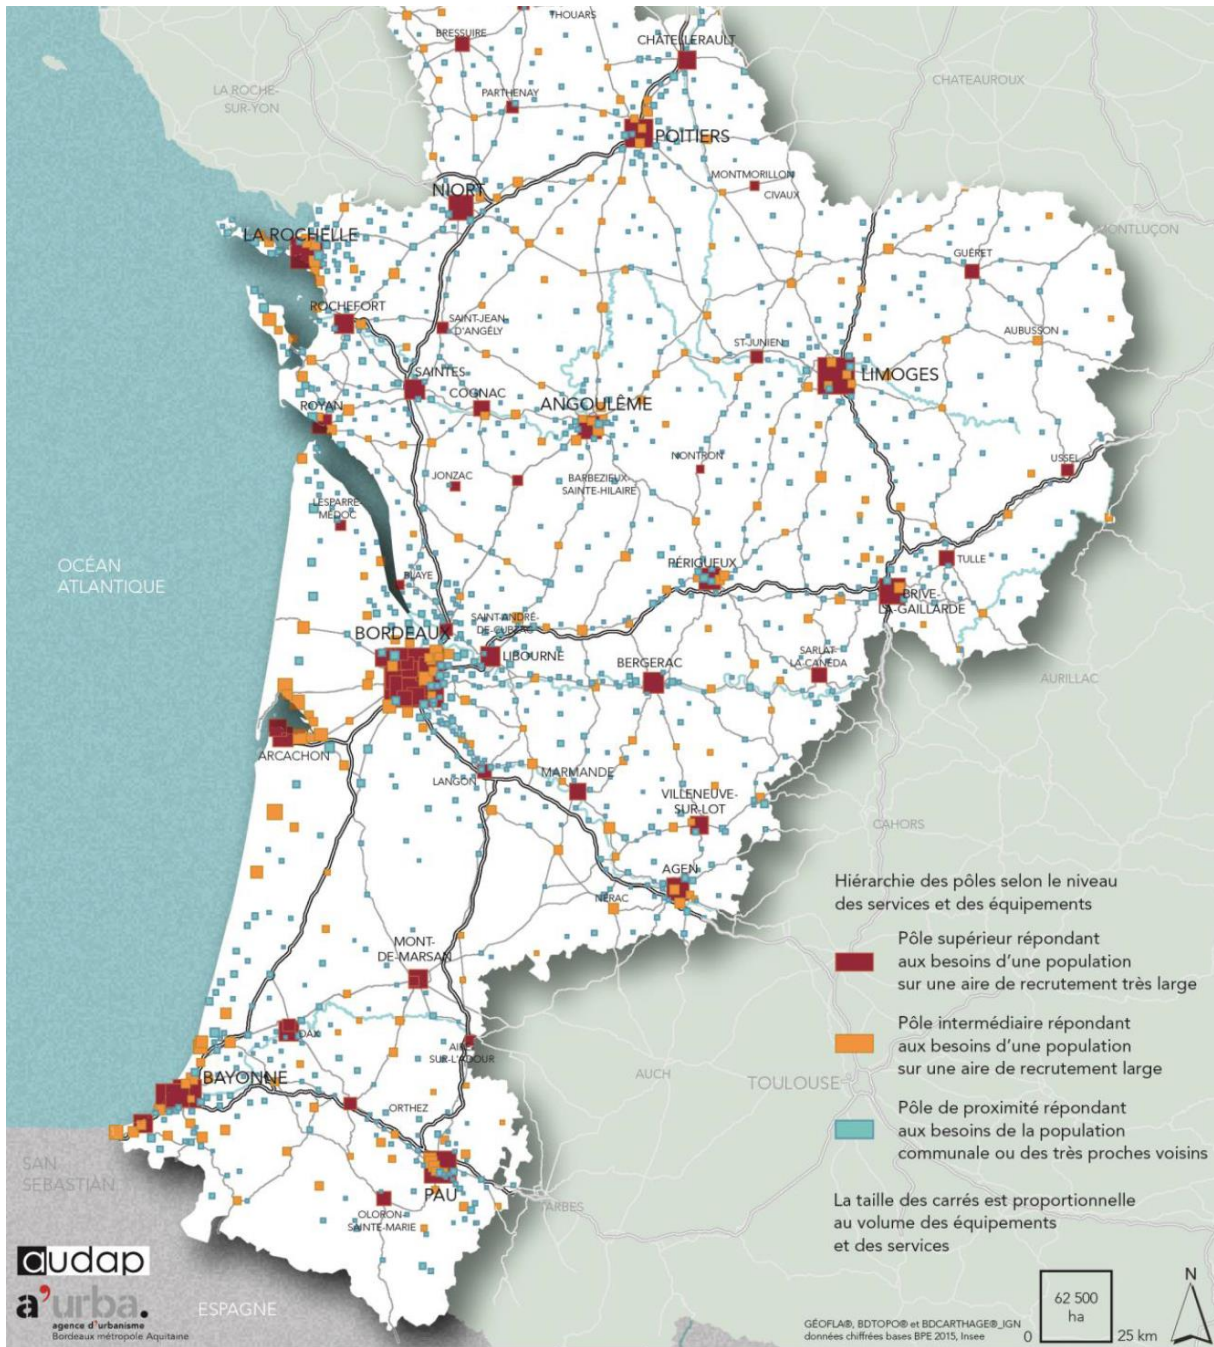 THOUARS
BRESSUIRE
CHÂTELLERAULT
CHATEAUROUX
LA ROCHE-
SUR-YON
PARTHENAY
POITIERS
MONTMORILLON
CIVAUX
NIORT
LA ROCHELLE
MONTLUÇON
GUÉRET
ROCHEFORT
SAINT-JEAN-
D'ANGÉLY
AUBUSSON
ST-JUNIEN
LIMOGES
SAINTES
COGNAC
ANGOULÊME
ROYAN
NONTRON
USSEL
JONZAC
BARBEZIEUX-
SAINTE-HILAIRE
LESPARRE-
MÉDOC
OCÉAN
ATLANTIQUE
PÉRIGUEUX
TULLE
BLAYE
BRIVE-
LA-GAILLARDE
SAINT-ANDRÉ-
DE-CUBZAC
BORDEAUX
LIBOURNE
BERGERAC
SARLAT-
LA-CANÉDA
AURILLAC
ARCACHON
LANGON
MARMANDE
VILLENEUVE-
SUR-LOT
CAHORS
AGEN
NÉRAC
Hiérarchie des pôles selon le niveau
des services et des équipements
MONT-
DE-MARSAN
Pôle supérieur répondant
aux besoins d'une population
sur une aire de recrutement très large
DAX
AIRE-
SUR-L'ADOUR
Pôle intermédiaire répondant
aux besoins d'une population
sur une aire de recrutement large
BAYONNE
AUCH
TOULOUSE
ORTHEZ
Pôle de proximité répondant
aux besoins de la population
communale ou des très proches voisins
SAN
SEBASTIAN
PAU
TARBES
OLORON-
SAINTE-MARIE
La taille des carrés est proportionnelle
au volume des équipements
et des services
audap
a'urba.
agence d'urbanisme
Bordeaux métropole Aquitaine
ESPAGNE
N
62 500
ha
0
25 km
GÉOFLA®, BDTOPO® et BDCARTHAGE®_IGN
données chiffrées bases BPE 2015, Insee